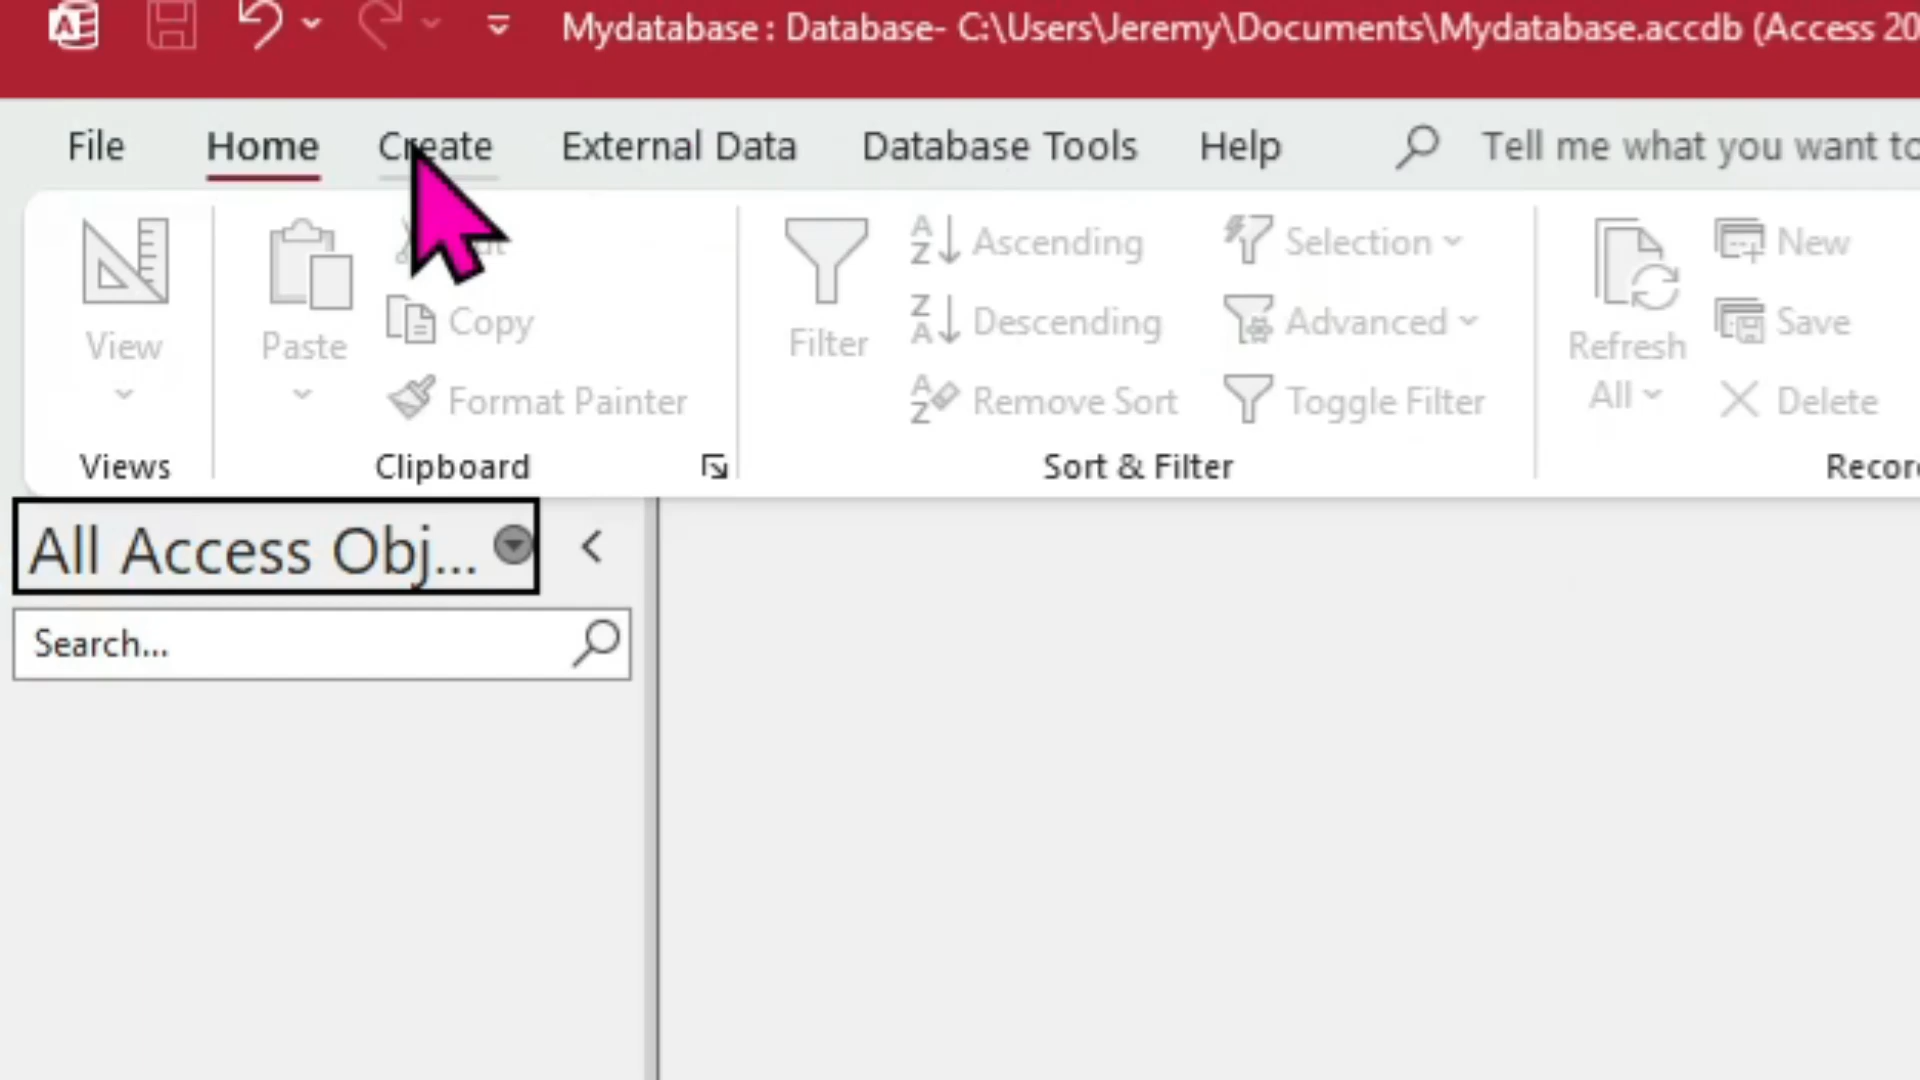 Mydatabase : Database- C:\Users\Jeremy\Documents\Mydatabase.accdb (Access 20
File Home Create External Data Database Tools Help Tell me what you want to
View
Views
Paste
Copy
Format Painter
Clipboard
Filter
Ascending
Descending
Remove Sort
Selection
Advanced
Toggle Filter
Sort & Filter
Refresh
All
New
Save
Delete
Recor
All Access Obj...
Search...